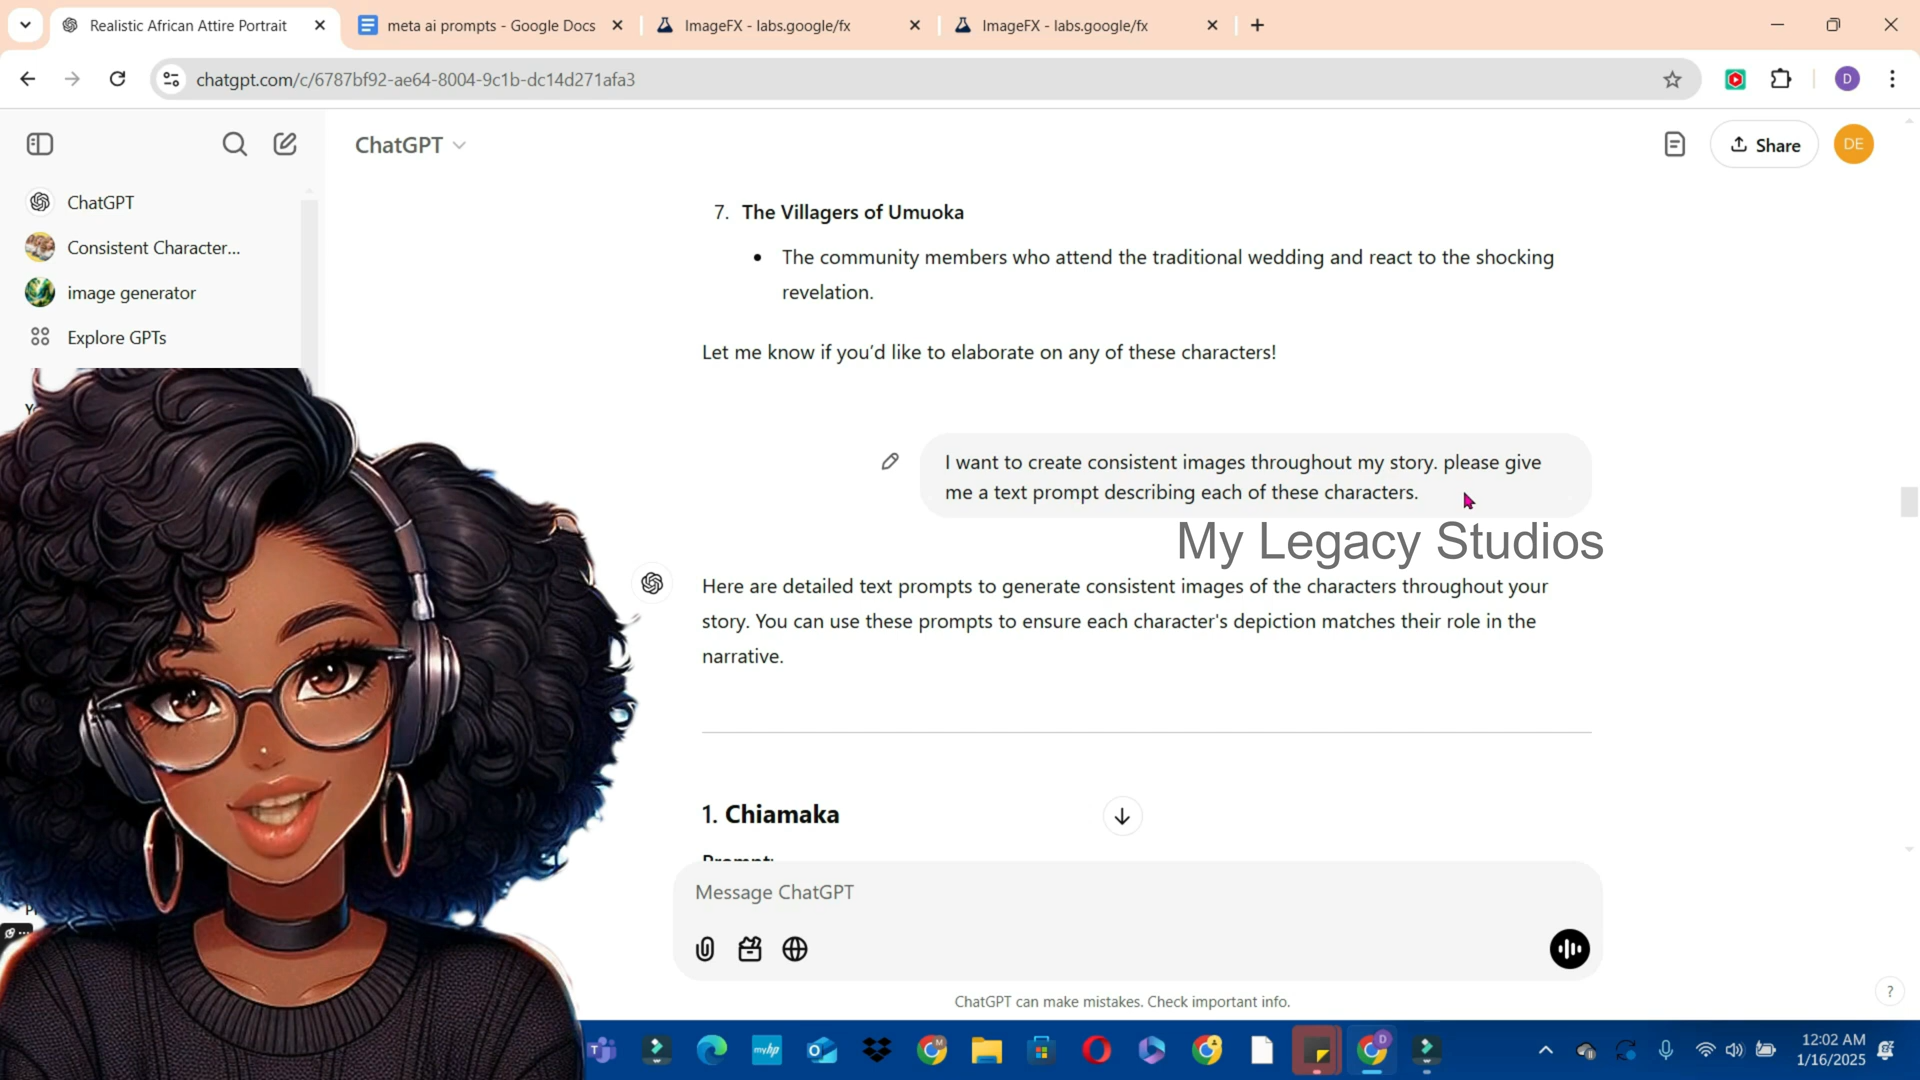 Realistic African Attire Portrait
meta ai prompts - Google Docs
ImageFX - labs.google/fx
ImageFX - labs.google/fx
chatgpt.com/c/6787bf92-ae64-8004-9c1b-dc14d271afa3
D
ChatGPT
Share
DE
ChatGPT
Consistent Character...
image generator
Explore GPTs
7. The Villagers of Umuoka
• The community members who attend the traditional wedding and react to the shocking
revelation.
Let me know if you'd like to elaborate on any of these characters!
I want to create consistent images throughout my story. please give
me a text prompt describing each of these characters.
My Legacy Studios
Here are detailed text prompts to generate consistent images of the characters throughout your
story. You can use these prompts to ensure each character's depiction matches their role in the
narrative.
1. Chiamaka
Prompt:
Message ChatGPT
ChatGPT can make mistakes. Check important info.
?
myhp
12:02 AM
1/16/2025